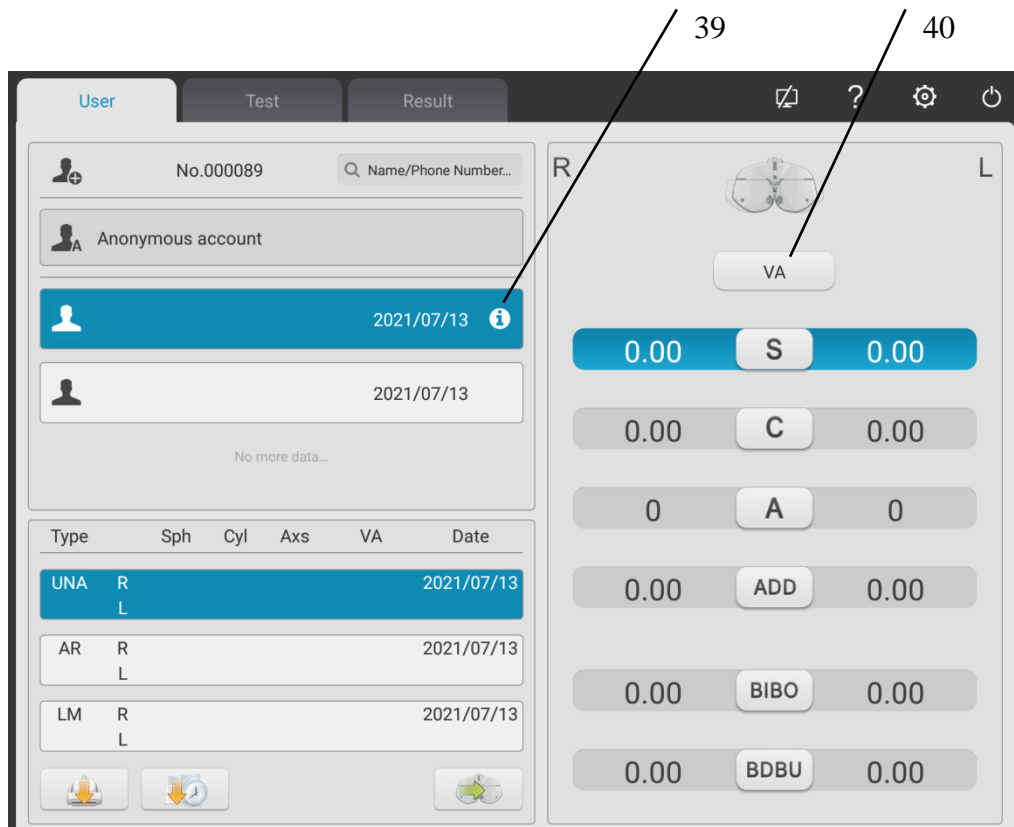 39 40
User Test Result ?
No.000089 Name/Phone Number...
A Anonymous account
2021/07/13 i
2021/07/13
No more data...
Type Sph Cyl Axs VA Date
UNA R 2021/07/13
L
AR R 2021/07/13
L
LM R 2021/07/13
L
R L
VA
0.00 S 0.00
0.00 C 0.00
0 A 0
0.00 ADD 0.00
0.00 BIBO 0.00
0.00 BDBU 0.00